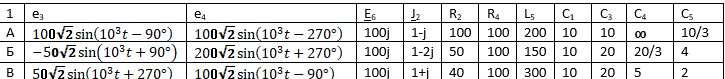 1 e₃ e₄ E₆ J₂ R₂ R₄ L₅ C₁ C₃ C₄ C₅
А 100√2 sin(10³t − 90°) 100√2 sin(10³t − 270°) 100j 1-j 100 100 200 10 10 ∞ 10/3
Б −50√2 sin(10³t + 90°) 200√2 sin(10³t + 270°) 100j 1-2j 50 100 150 10 20 20/3 4
В 50√2 sin(10³t + 270°) 100√2 sin(10³t − 90°) 100j 1+j 40 100 300 10 20 5 2